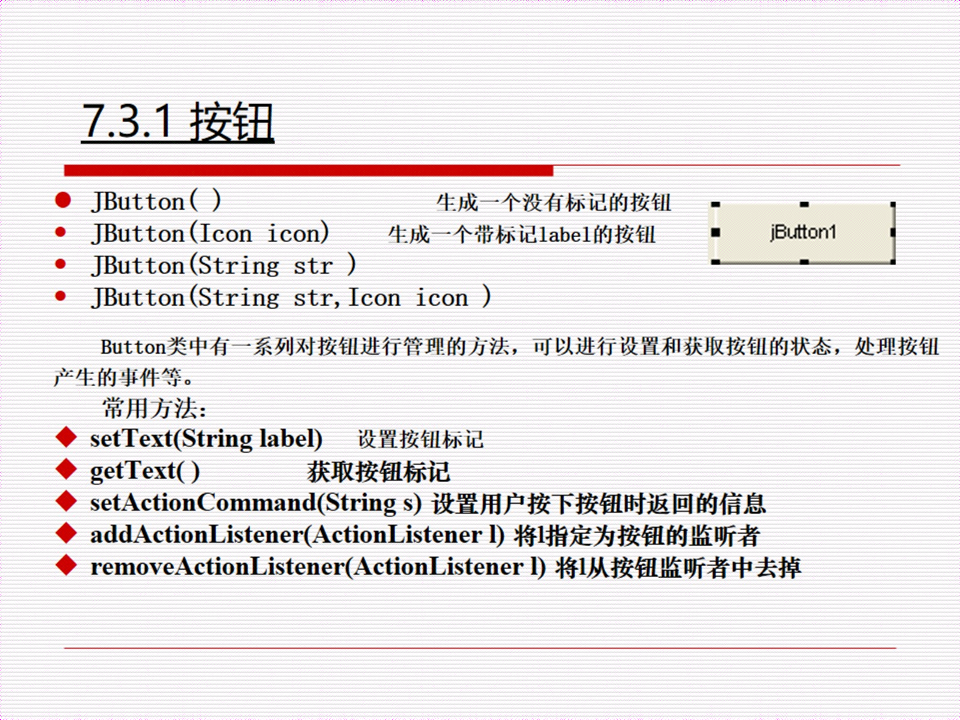 7.3.1 按钮
JButton( ) 生成一个没有标记的按钮
JButton(Icon icon) 生成一个带标记label的按钮
jButton1
JButton(String str )
JButton(String str,Icon icon )
Button类中有一系列对按钮进行管理的方法，可以进行设置和获取按钮的状态，处理按钮
产生的事件等。
常用方法：
setText(String label) 设置按钮标记
getText( ) 获取按钮标记
setActionCommand(String s) 设置用户按下按钮时返回的信息
addActionListener(ActionListener l) 将l指定为按钮的监听者
removeActionListener(ActionListener l) 将l从按钮监听者中去掉